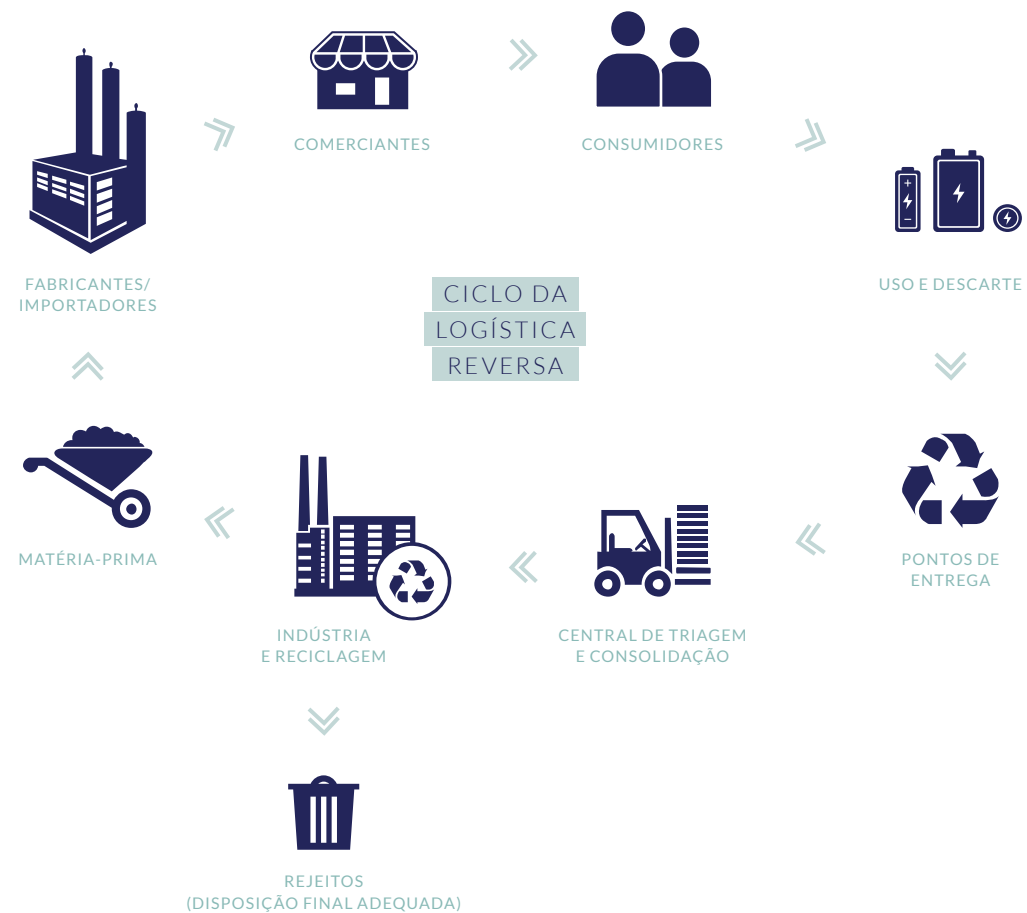 COMERCIANTES
CONSUMIDORES
FABRICANTES/
IMPORTADORES
USO E DESCARTE
CICLO DA
LOGÍSTICA
REVERSA
MATÉRIA-PRIMA
PONTOS DE
ENTREGA
INDÚSTRIA
E RECICLAGEM
CENTRAL DE TRIAGEM
E CONSOLIDAÇÃO
REJEITOS
(DISPOSIÇÃO FINAL ADEQUADA)